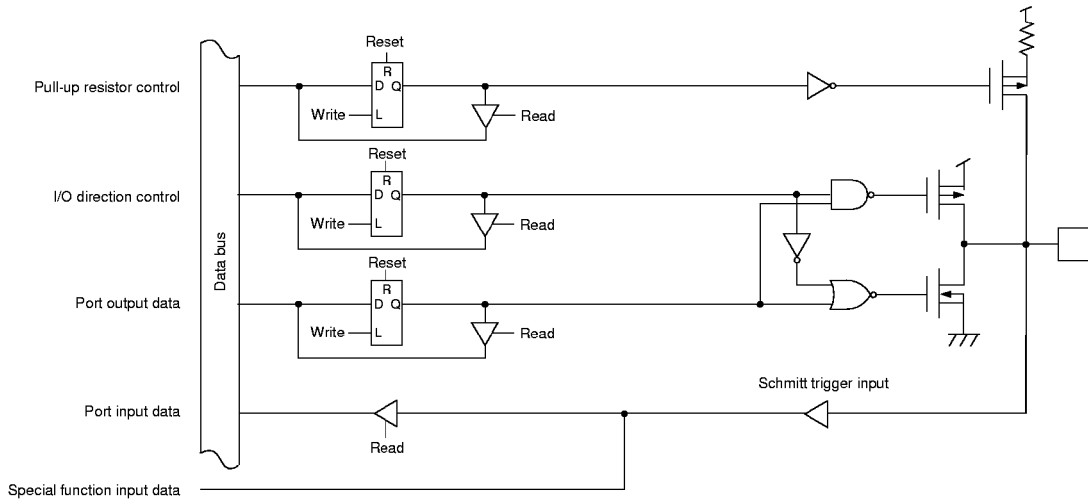 Reset
Pull-up resistor control
R
D Q
Write
L
Read
Reset
I/O direction control
R
D Q
Write
L
Read
Data bus
Reset
Port output data
R
D Q
Write
L
Read
Schmitt trigger input
Port input data
Read
Special function input data